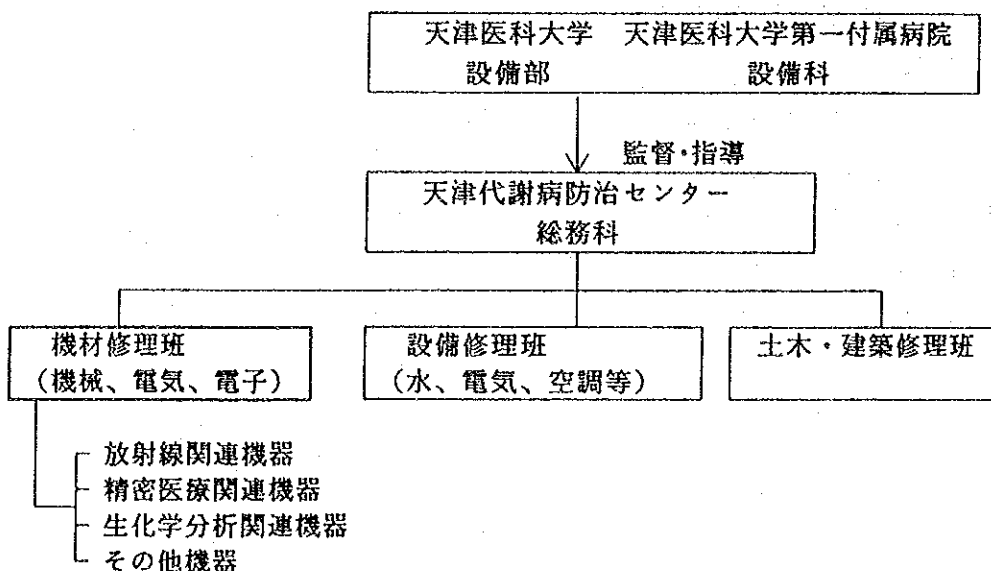 天津医科大学 天津医科大学第一付属病院
設備部 設備科
監督・指導
天津代謝病防治センター
総務科
機材修理班
(機械、電気、電子)
設備修理班
(水、電気、空調等)
土木・建築修理班
放射線関連機器
精密医療関連機器
生化学分析関連機器
その他機器